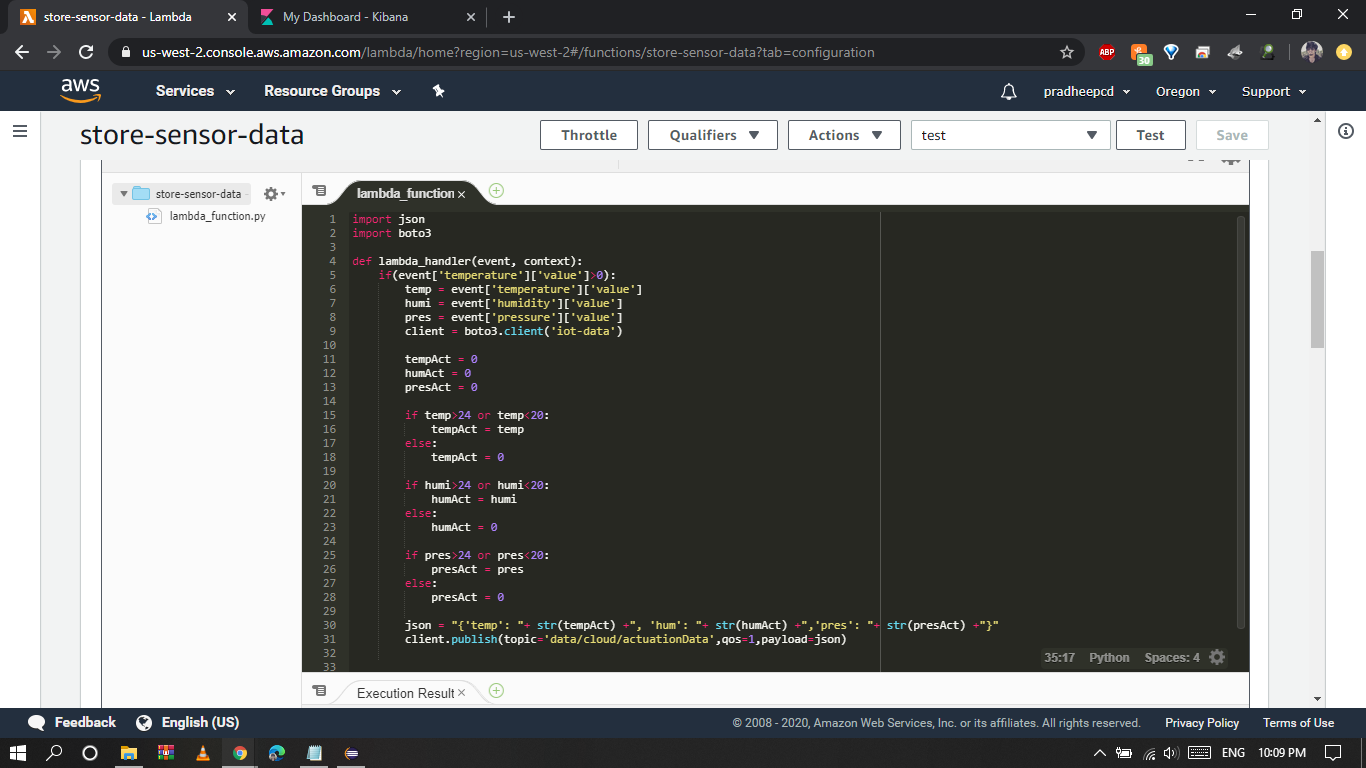 store-sensor-data - Lambda
My Dashboard - Kibana
us-west-2.console.aws.amazon.com/lambda/home?region=us-west-2#/functions/store-sensor-data?tab=configuration
ABP
30
aws
Services
Resource Groups
pradheepcd
Oregon
Support
store-sensor-data
Throttle
Qualifiers
Actions
test
Test
Save
store-sensor-data
lambda_function.py
lambda_function
1 import json
2 import boto3
3
4 def lambda_handler(event, context):
5     if(event['temperature']['value']>0):
6         temp = event['temperature']['value']
7         humi = event['humidity']['value']
8         pres = event['pressure']['value']
9         client = boto3.client('iot-data')
10
11         tempAct = 0
12         humAct = 0
13         presAct = 0
14
15         if temp>24 or temp<20:
16             tempAct = temp
17         else:
18             tempAct = 0
19
20         if humi>24 or humi<20:
21             humAct = humi
22         else:
23             humAct = 0
24
25         if pres>24 or pres<20:
26             presAct = pres
27         else:
28             presAct = 0
29
30         json = "{'temp': "+ str(tempAct) +", 'hum': "+ str(humAct) +",'pres': "+ str(presAct) +"}"
31         client.publish(topic='data/cloud/actuationData',qos=1,payload=json)
32
33
35:17 Python Spaces: 4
Execution Result
Feedback
English (US)
© 2008 - 2020, Amazon Web Services, Inc. or its affiliates. All rights reserved.
Privacy Policy
Terms of Use
ENG
10:09 PM